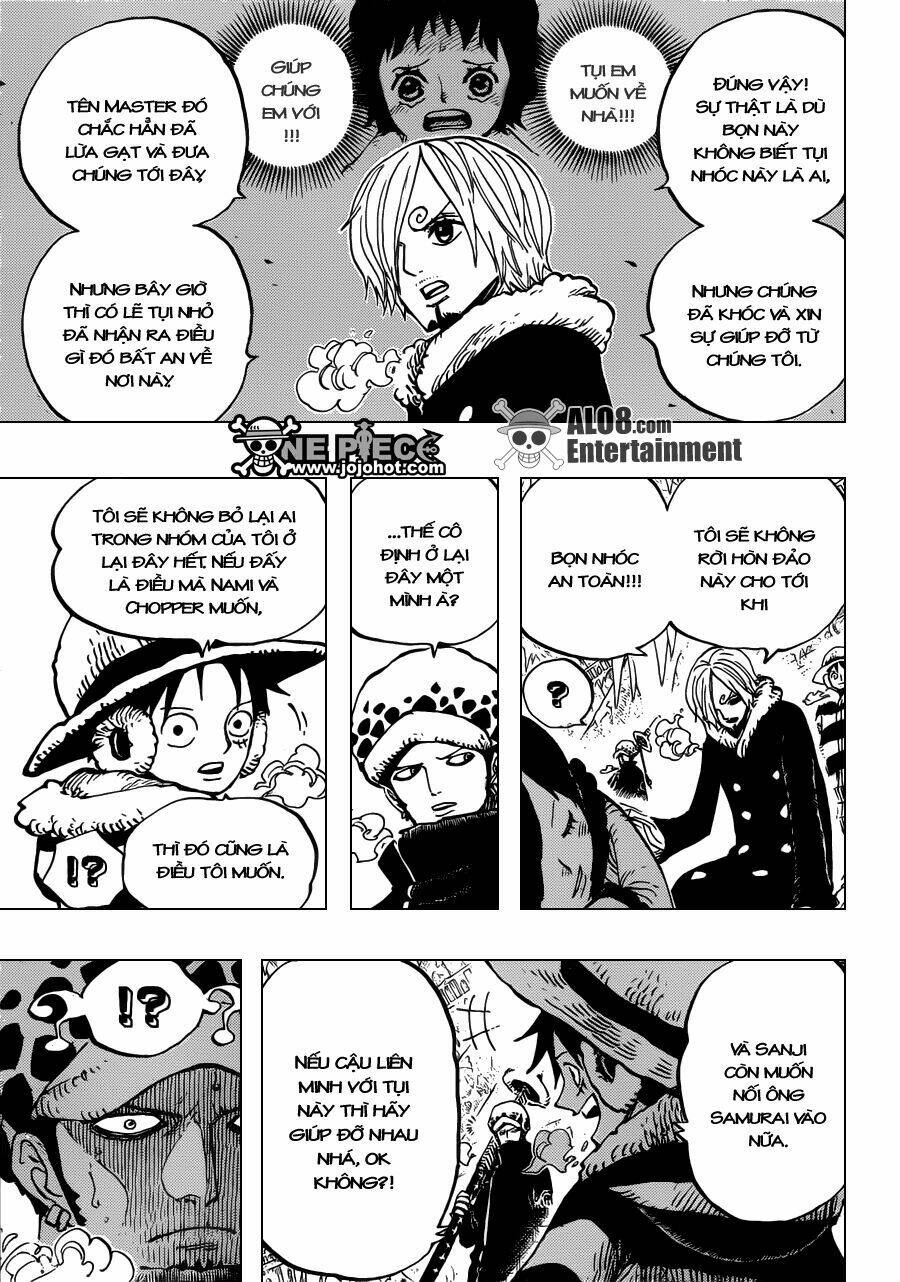 ĐÚNG VẬY!
SỰ THẬT LÀ DÙ
BỌN NÀY
KHÔNG BIẾT TỤI
NHÓC NÀY LÀ AI,
NHƯNG CHÚNG
ĐÃ KHÓC VÀ XIN
SỰ GIÚP ĐỠ TỪ
CHÚNG TÔI.
TỤI EM
MUỐN VỀ
NHÀ!!!
GIÚP
CHÚNG
EM VỚI
!!!
TÊN MASTER ĐÓ
CHẮC HẲN ĐÃ
LỪA GẠT VÀ ĐƯA
CHÚNG TỚI ĐÂY,
NHƯNG BÂY GIỜ
THÌ CÓ LẼ TỤI NHỎ
ĐÃ NHẬN RA ĐIỀU
GÌ ĐÓ BẤT AN VỀ
NƠI NÀY.
ONE PIECE
www.jojohot.com
ALO8.com
Entertainment
TÔI SẼ KHÔNG
RỜI HÒN ĐẢO
NÀY CHO TỚI
KHI
BỌN NHÓC
AN TOÀN!!!
?
...THẾ CÔ
ĐỊNH Ở LẠI
ĐÂY MỘT
MÌNH À?
TÔI SẼ KHÔNG BỎ LẠI AI
TRONG NHÓM CỦA TÔI Ở
LẠI ĐÂY HẾT. NẾU ĐẤY
LÀ ĐIỀU MÀ NAMI VÀ
CHOPPER MUỐN,
THÌ ĐÓ CŨNG LÀ
ĐIỀU TÔI MUỐN.
!?
VÀ SANJI
CÒN MUỐN
NỐI ÔNG
SAMURAI VÀO
NỮA.
NẾU CẬU LIÊN
MINH VỚI TỤI
NÀY THÌ HÃY
GIÚP ĐỠ NHAU
NHÁ, OK
KHÔNG?!
!?